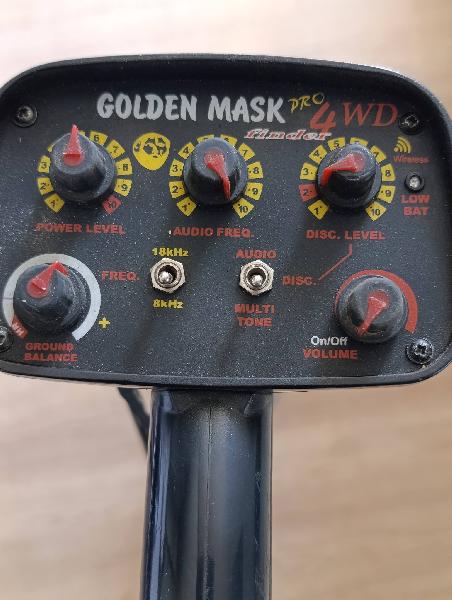 GOLDEN MASK PRO 4WD
finder
Wireless
LOW
BAT
POWER LEVEL
AUDIO FREQ.
DISC. LEVEL
18kHz
FREQ.
8kHz
AUDIO
DISC.
MULTI
TONE
GROUND
BALANCE
+
On/Off
VOLUME